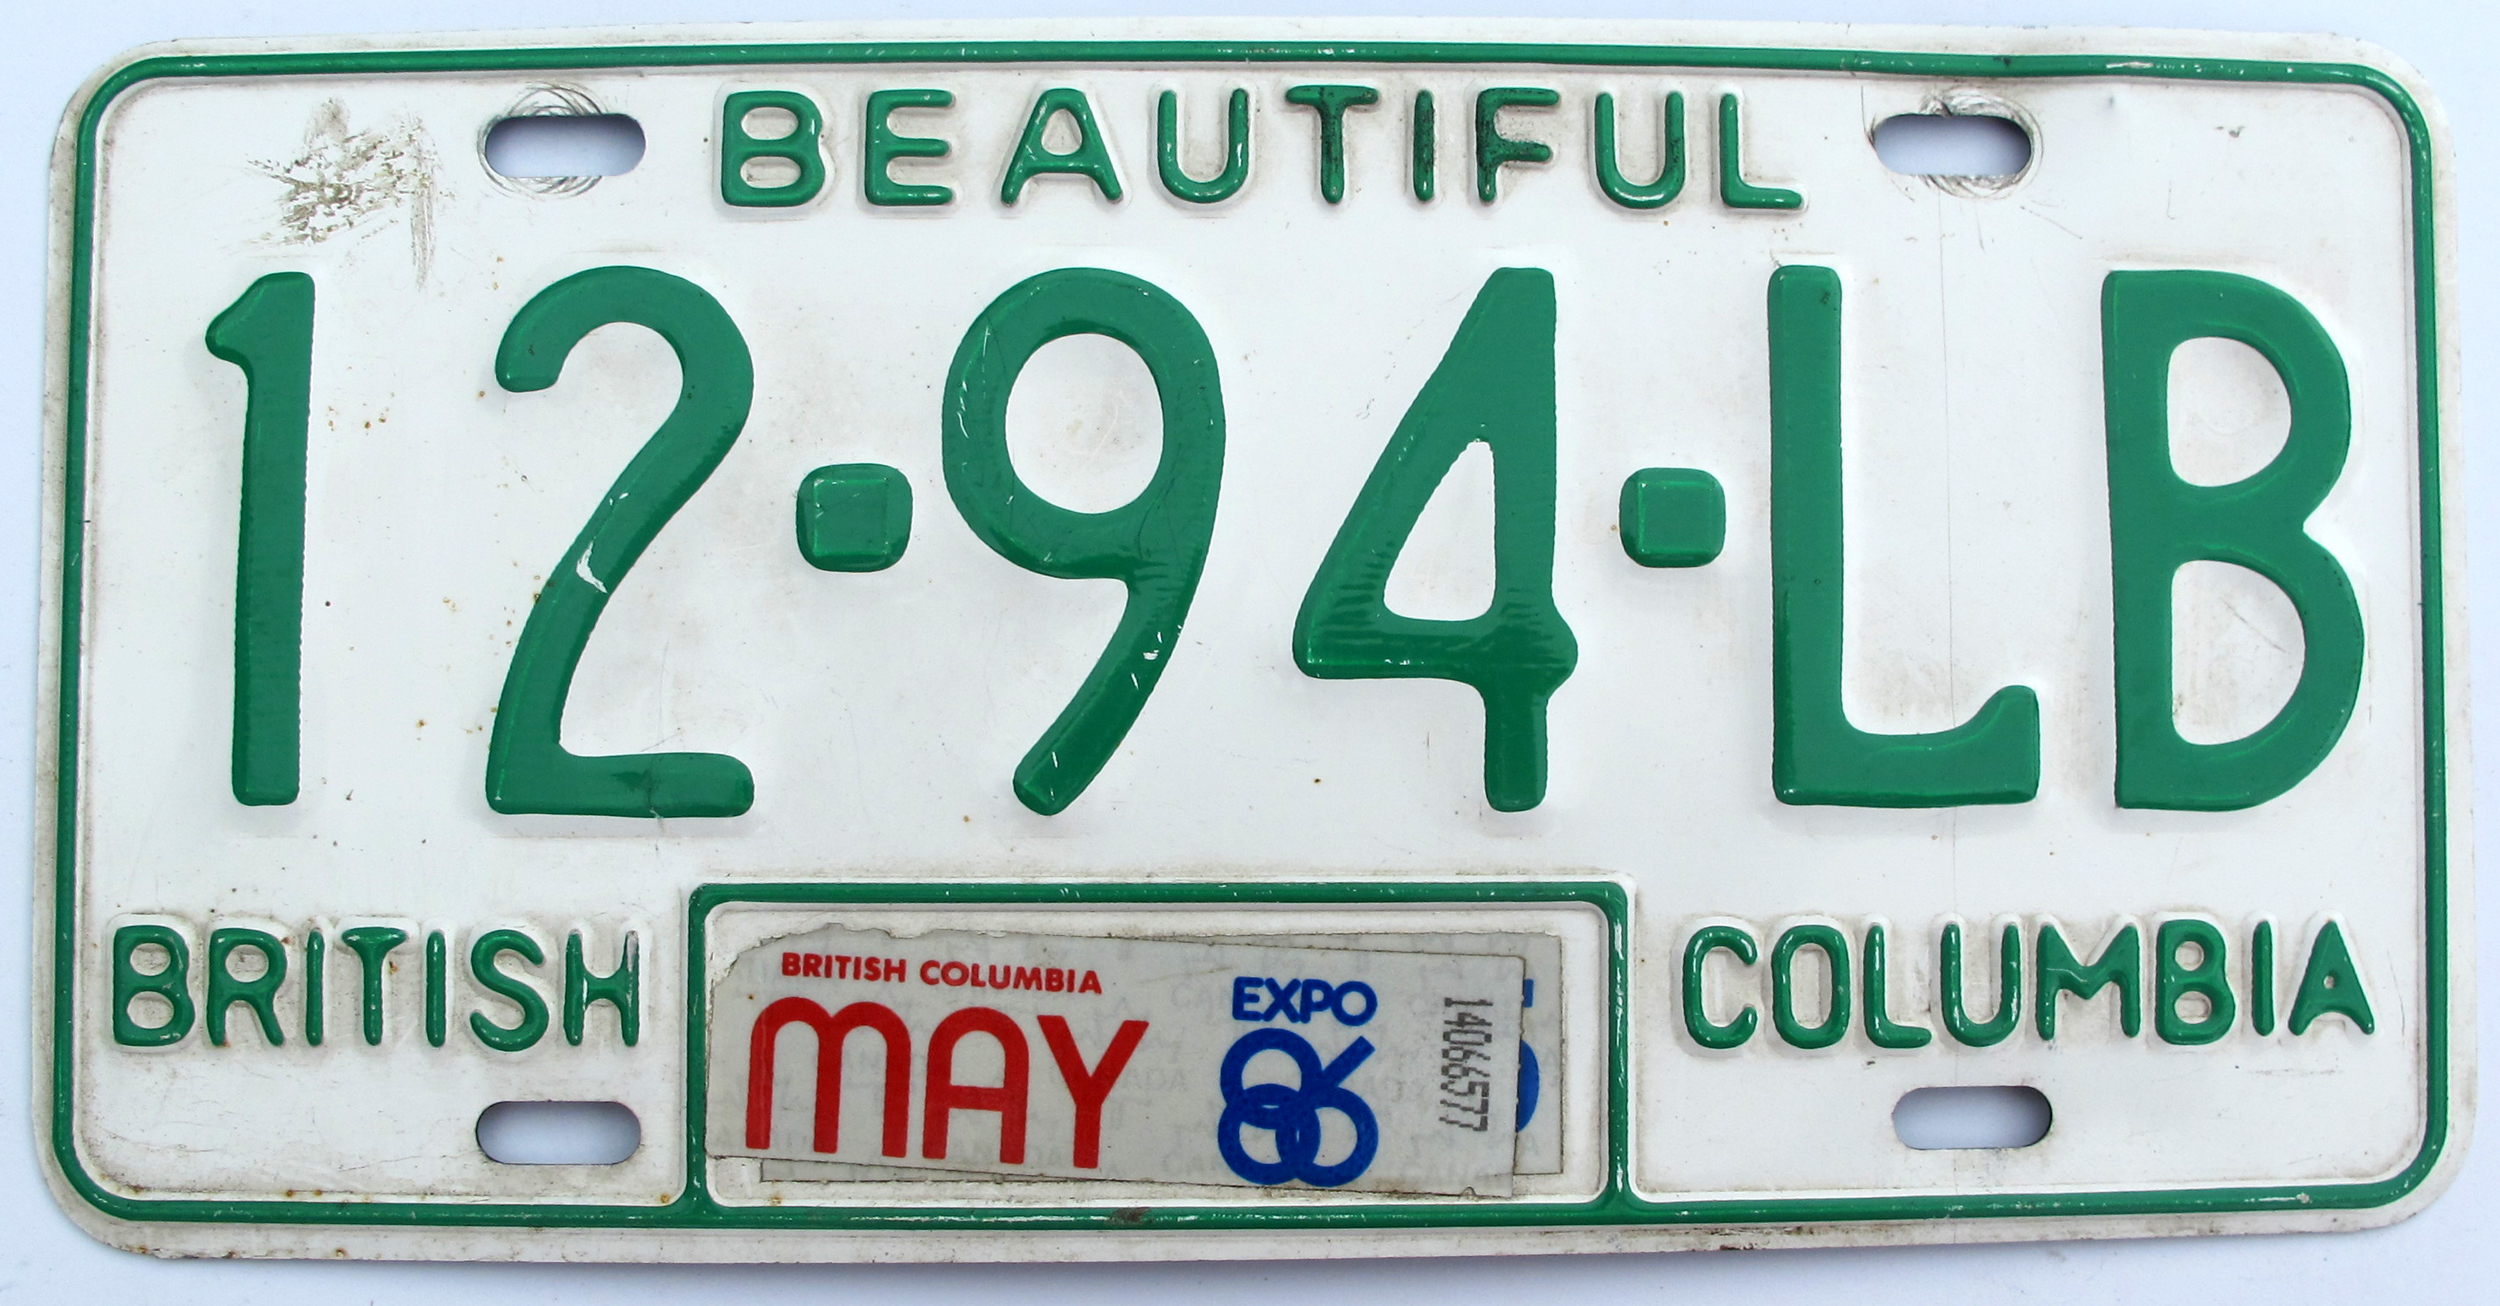 BEAUTIFUL
12·94·LB
BRITISH
COLUMBIA
BRITISH COLUMBIA
MAY
EXPO
86
14066577